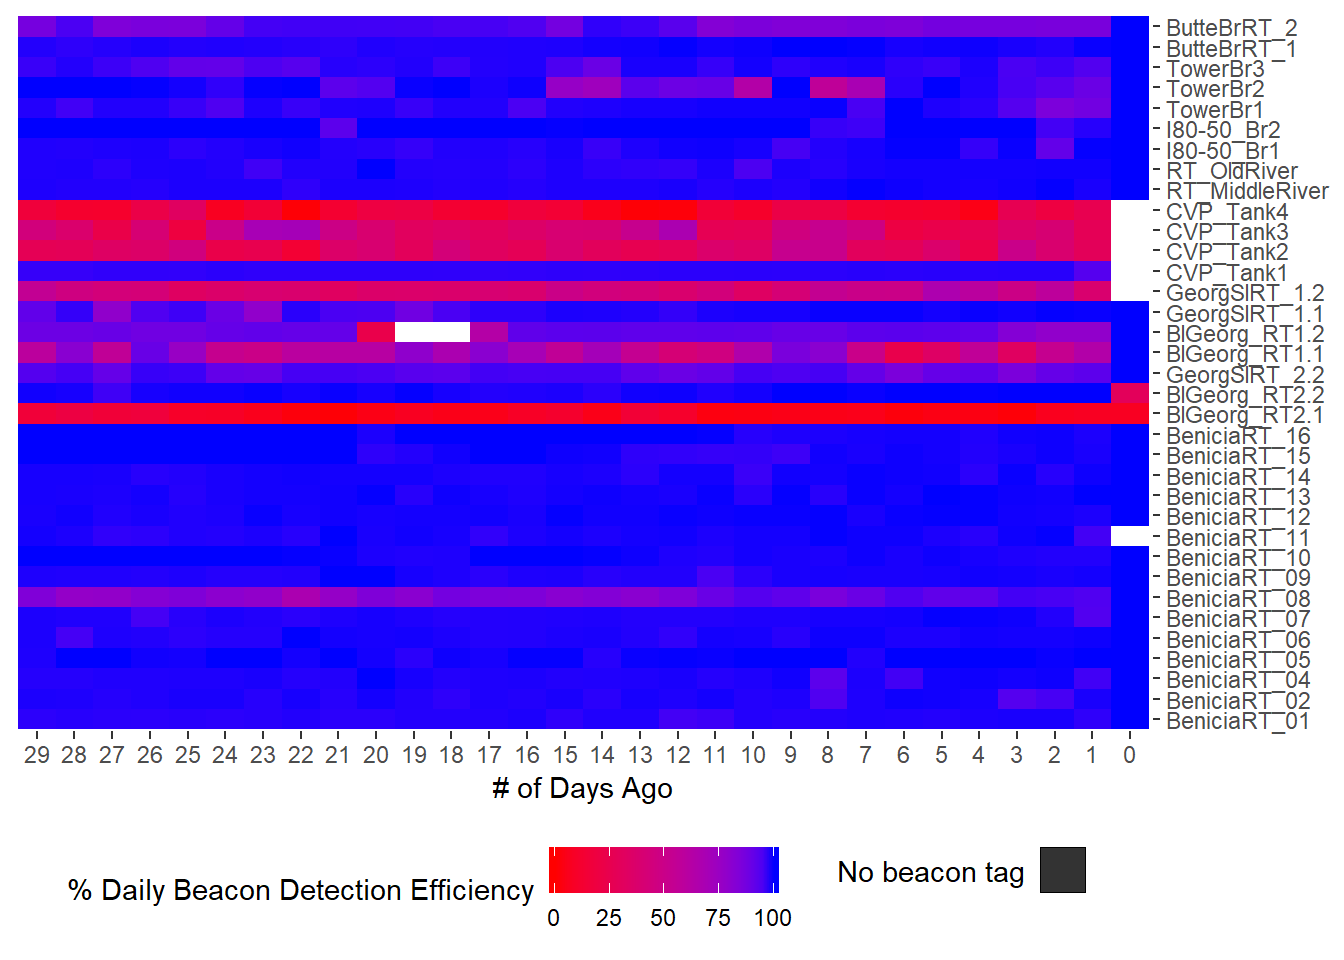 ButteBrRT_2
ButteBrRT_1
TowerBr3
TowerBr2
TowerBr1
I80-50_Br2
I80-50_Br1
RT_OldRiver
RT_MiddleRiver
CVP_Tank4
CVP_Tank3
CVP_Tank2
CVP_Tank1
GeorgSlRT_1.2
GeorgSlRT_1.1
BlGeorg_RT1.2
BlGeorg_RT1.1
GeorgSlRT_2.2
BlGeorg_RT2.2
BlGeorg_RT2.1
BeniciaRT_16
BeniciaRT_15
BeniciaRT_14
BeniciaRT_13
BeniciaRT_12
BeniciaRT_11
BeniciaRT_10
BeniciaRT_09
BeniciaRT_08
BeniciaRT_07
BeniciaRT_06
BeniciaRT_05
BeniciaRT_04
BeniciaRT_02
BeniciaRT_01
29 28 27 26 25 24 23 22 21 20 19 18 17 16 15 14 13 12 11 10 9 8 7 6 5 4 3 2 1 0
# of Days Ago
% Daily Beacon Detection Efficiency
0 25 50 75 100
No beacon tag